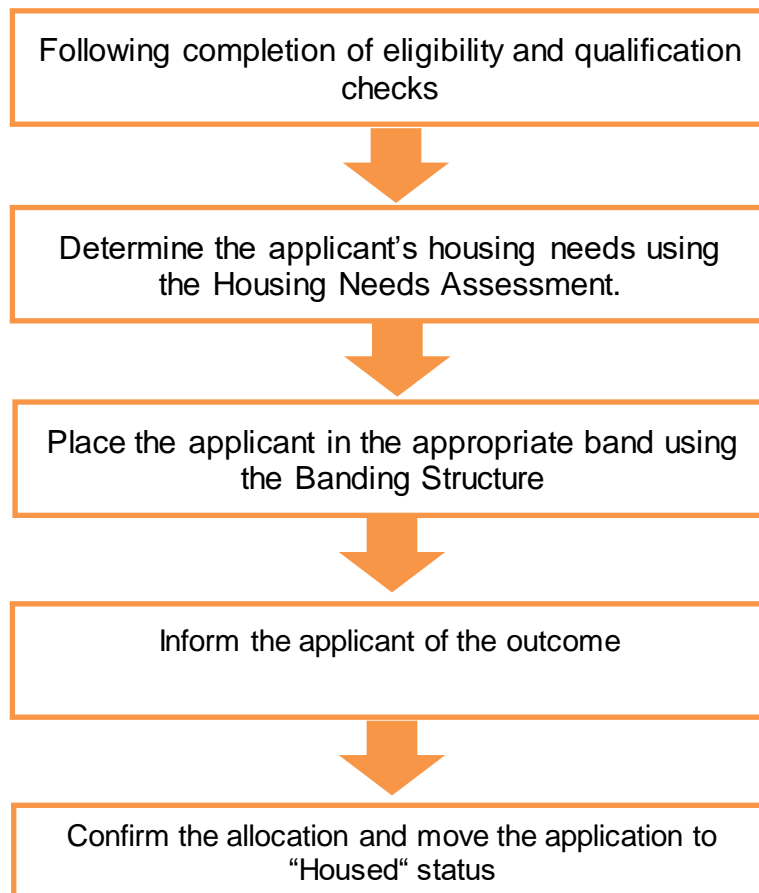 Following completion of eligibility and qualification
checks
Determine the applicant’s housing needs using
the Housing Needs Assessment.
Place the applicant in the appropriate band using
the Banding Structure
Inform the applicant of the outcome
Confirm the allocation and move the application to
“Housed“ status